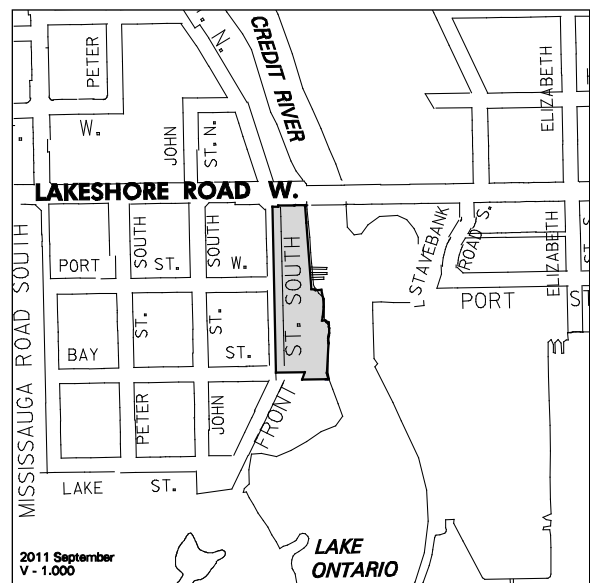 PETER
. N.
CREDIT RIVER
ELIZABETH
W.
JOHN
ST. N.
LAKESHORE ROAD W.
MISSISSAUGA ROAD SOUTH
SOUTH
SOUTH
PORT
ST.
W.
ST. SOUTH
STAVEBANK
ROAD S.
ELIZABETH
ST. S.
PORT
ST
ST.
ST.
BAY
ST.
PETER
JOHN
FRONT
LAKE
ST.
2011 September
V - 1.000
LAKE
ONTARIO